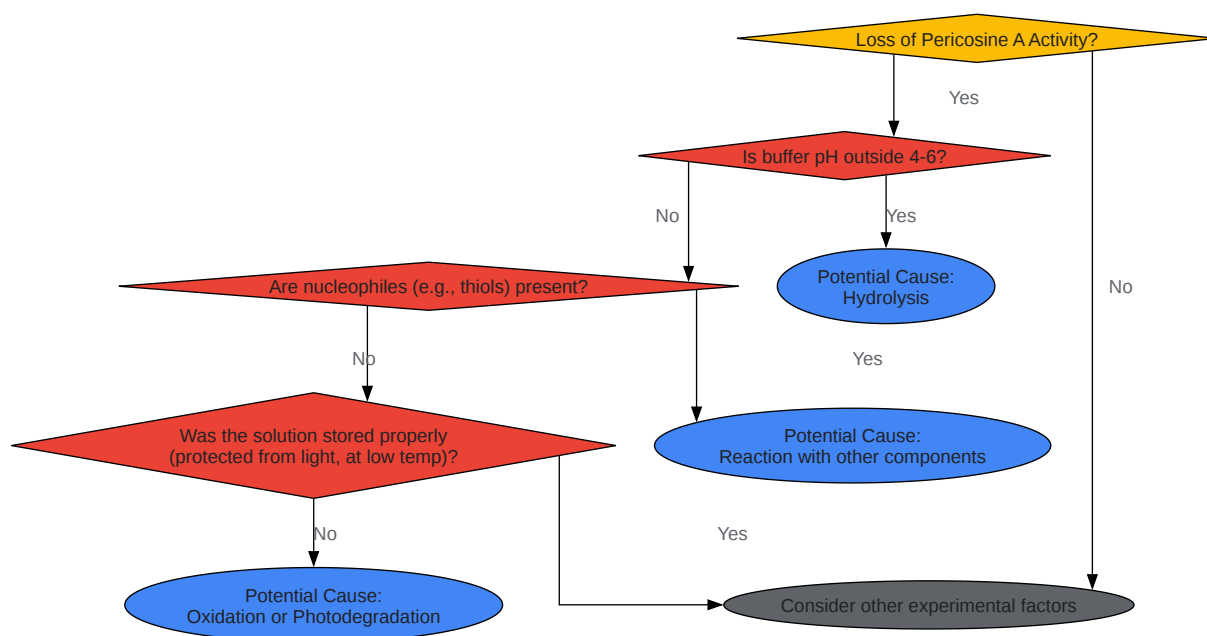 Loss of Pericosine A Activity?
Yes
Is buffer pH outside 4-6?
No
Yes
Are nucleophiles (e.g., thiols) present?
Potential Cause:
Hydrolysis
No
No
Yes
Was the solution stored properly
(protected from light, at low temp)?
Potential Cause:
Reaction with other components
No
Yes
Potential Cause:
Oxidation or Photodegradation
Consider other experimental factors